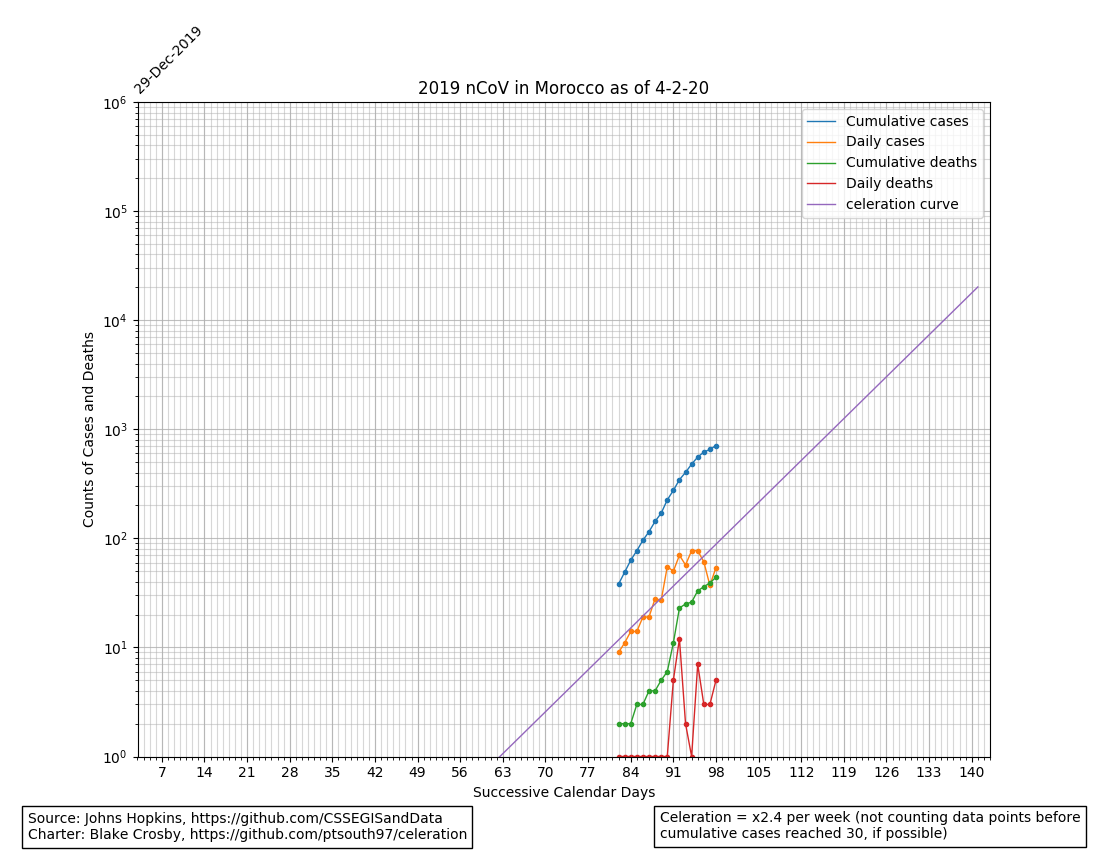 29-Dec-2019
2019 nCoV in Morocco as of 4-2-20
Counts of Cases and Deaths
10^6
10^5
10^4
10^3
10^2
10^1
10^0
Cumulative cases
Daily cases
Cumulative deaths
Daily deaths
celeration curve
7 14 21 28 35 42 49 56 63 70 77 84 91 98 105 112 119 126 133 140
Successive Calendar Days
Source: Johns Hopkins, https://github.com/CSSEGISandData
Charter: Blake Crosby, https://github.com/ptsouth97/celeration
Celeration = x2.4 per week (not counting data points before
cumulative cases reached 30, if possible)